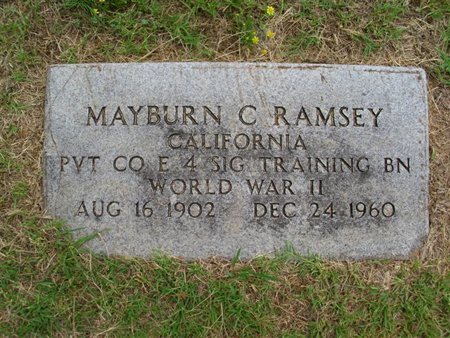 MAYBURN C RAMSEY
CALIFORNIA
PVT CO E 4 SIG TRAINING BN
WORLD WAR II
AUG 16 1902 DEC 24 1960